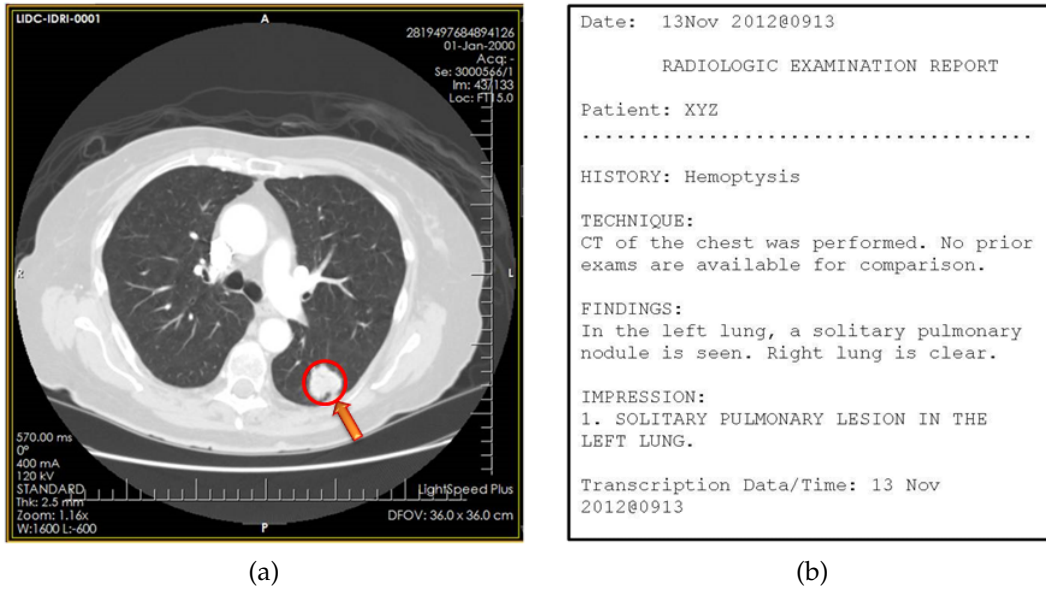 LIDC-IDRI-0001
A
2819497684894126
01-Jan-2000
Acq: -
Se: 3000566/1
Im: 43/133
Loc: FT15.0
R
L
570.00 ms
0°
400 mA
120 kV
STANDARD
Thk: 2.5 mm
Zoom: 1.16x
W:1600 L:-600
LightSpeed Plus
DFOV: 36.0 x 36.0 cm
P
(a)
Date: 13Nov 2012@0913
RADIOLOGIC EXAMINATION REPORT
Patient: XYZ
.......................................
HISTORY: Hemoptysis
TECHNIQUE:
CT of the chest was performed. No prior
exams are available for comparison.
FINDINGS:
In the left lung, a solitary pulmonary
nodule is seen. Right lung is clear.
IMPRESSION:
1. SOLITARY PULMONARY LESION IN THE
LEFT LUNG.
Transcription Data/Time: 13 Nov
2012@0913
(b)